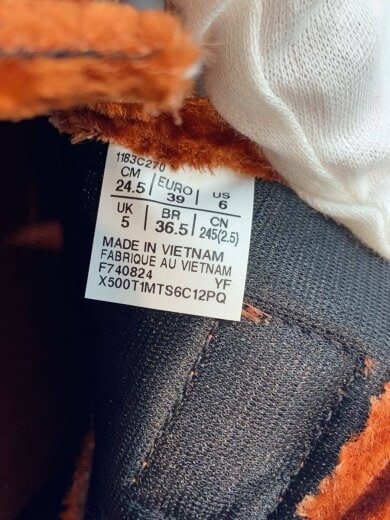 1183C270
CM EURO US
24.5 39 6
UK BR CN
5 36.5 245(2.5)
MADE IN VIETNAM
FABRIQUE AU VIETNAM
F740824 YF
X500T1MTS6C12PQ